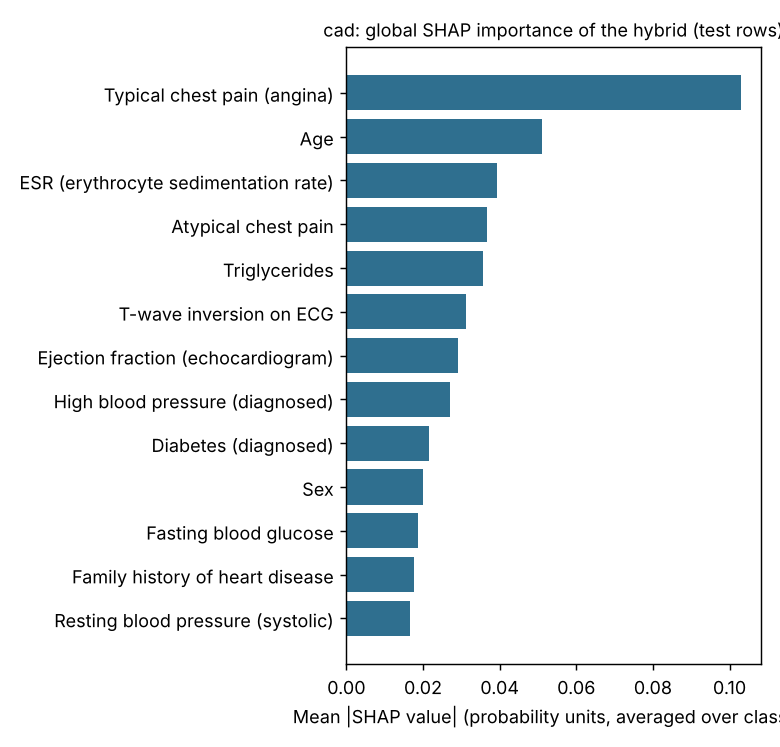 cad: global SHAP importance of the hybrid (test rows)
Typical chest pain (angina)
Age
ESR (erythrocyte sedimentation rate)
Atypical chest pain
Triglycerides
T-wave inversion on ECG
Ejection fraction (echocardiogram)
High blood pressure (diagnosed)
Diabetes (diagnosed)
Sex
Fasting blood glucose
Family history of heart disease
Resting blood pressure (systolic)
0.00 0.02 0.04 0.06 0.08 0.10
Mean |SHAP value| (probability units, averaged over